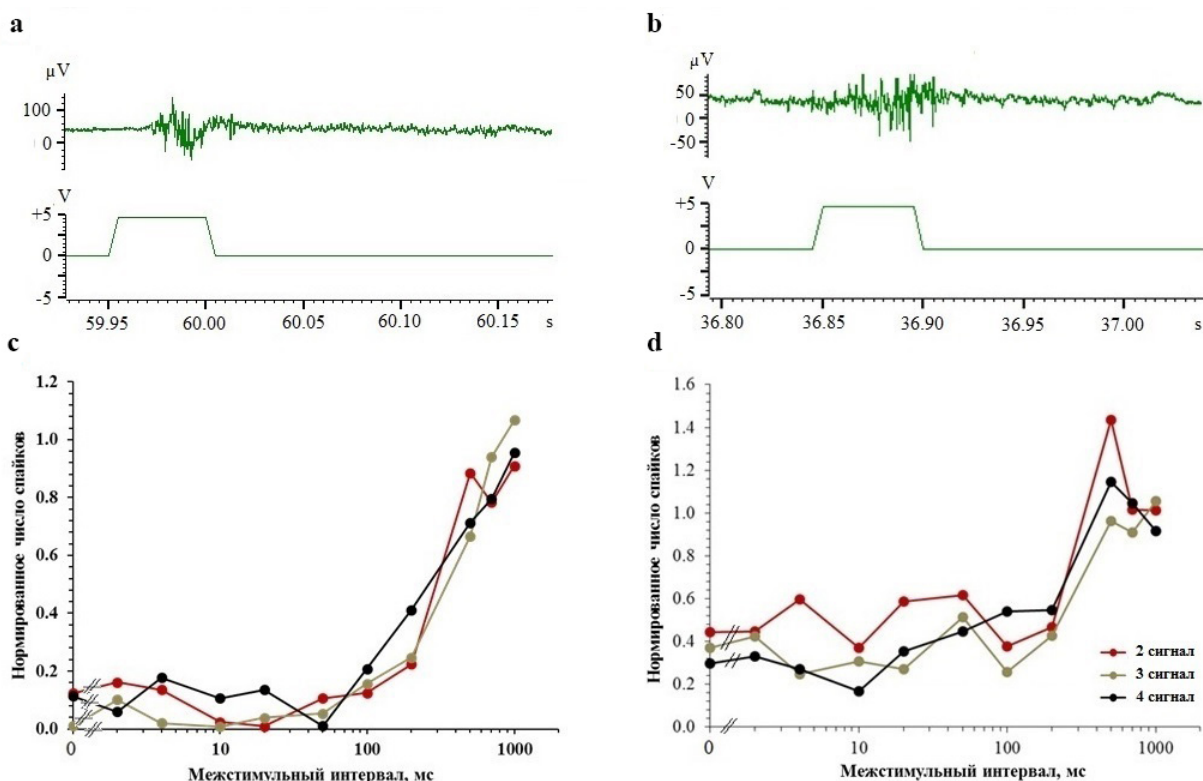 a
µV
100
0
V
+5
0
-5
59.95 60.00 60.05 60.10 60.15 s
b
µV
50
0
-50
V
+5
0
-5
36.80 36.85 36.90 36.95 37.00 s
c
Нормированное число спайков
1.2
1.0
0.8
0.6
0.4
0.2
0.0
0 10 100 1000
Межстимульный интервал, мс
d
Нормированное число спайков
1.6
1.4
1.2
1.0
0.8
0.6
0.4
0.2
0.0
0 10 100 1000
Межстимульный интервал, мс
2 сигнал
3 сигнал
4 сигнал